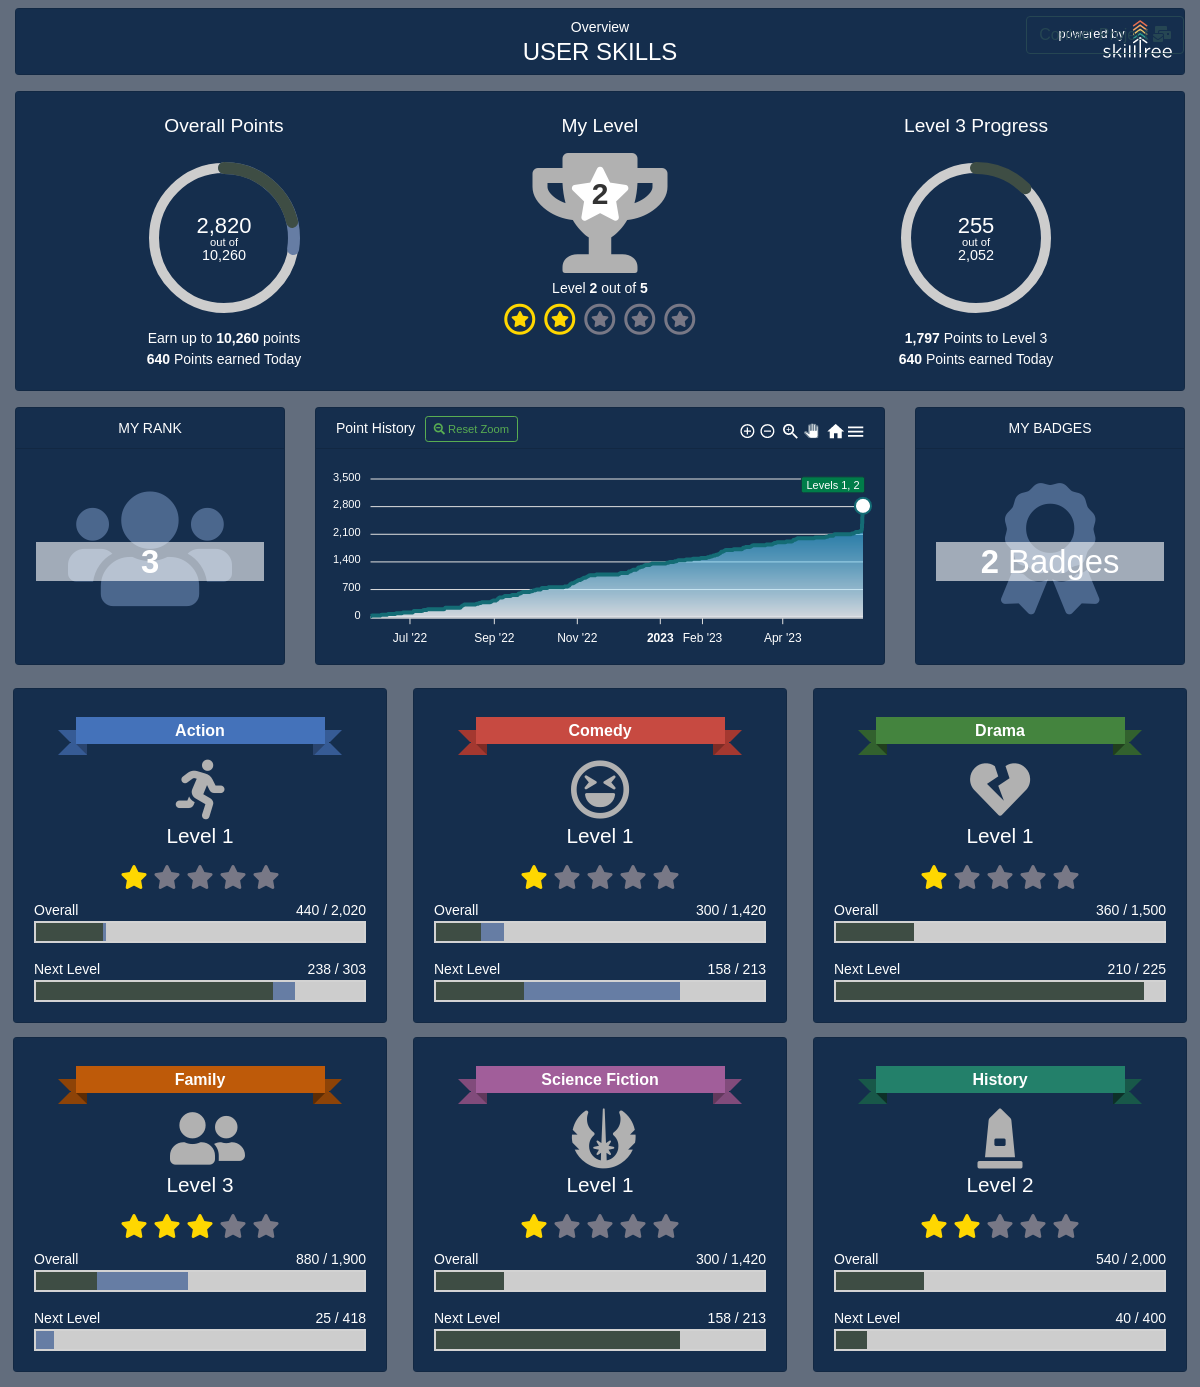 Overview
USER SKILLS
powered by
skilltree
Overall Points
2,820
out of
10,260
Earn up to 10,260 points
640 Points earned Today
My Level
2
Level 2 out of 5
Level 3 Progress
255
out of
2,052
1,797 Points to Level 3
640 Points earned Today
MY RANK
3
Point History
Reset Zoom
3,500
2,800
2,100
1,400
700
0
Levels 1, 2
Jul '22
Sep '22
Nov '22
2023
Feb '23
Apr '23
MY BADGES
2 Badges
Action
Level 1
Overall 440 / 2,020
Next Level 238 / 303
Comedy
Level 1
Overall 300 / 1,420
Next Level 158 / 213
Drama
Level 1
Overall 360 / 1,500
Next Level 210 / 225
Family
Level 3
Overall 880 / 1,900
Next Level 25 / 418
Science Fiction
Level 1
Overall 300 / 1,420
Next Level 158 / 213
History
Level 2
Overall 540 / 2,000
Next Level 40 / 400